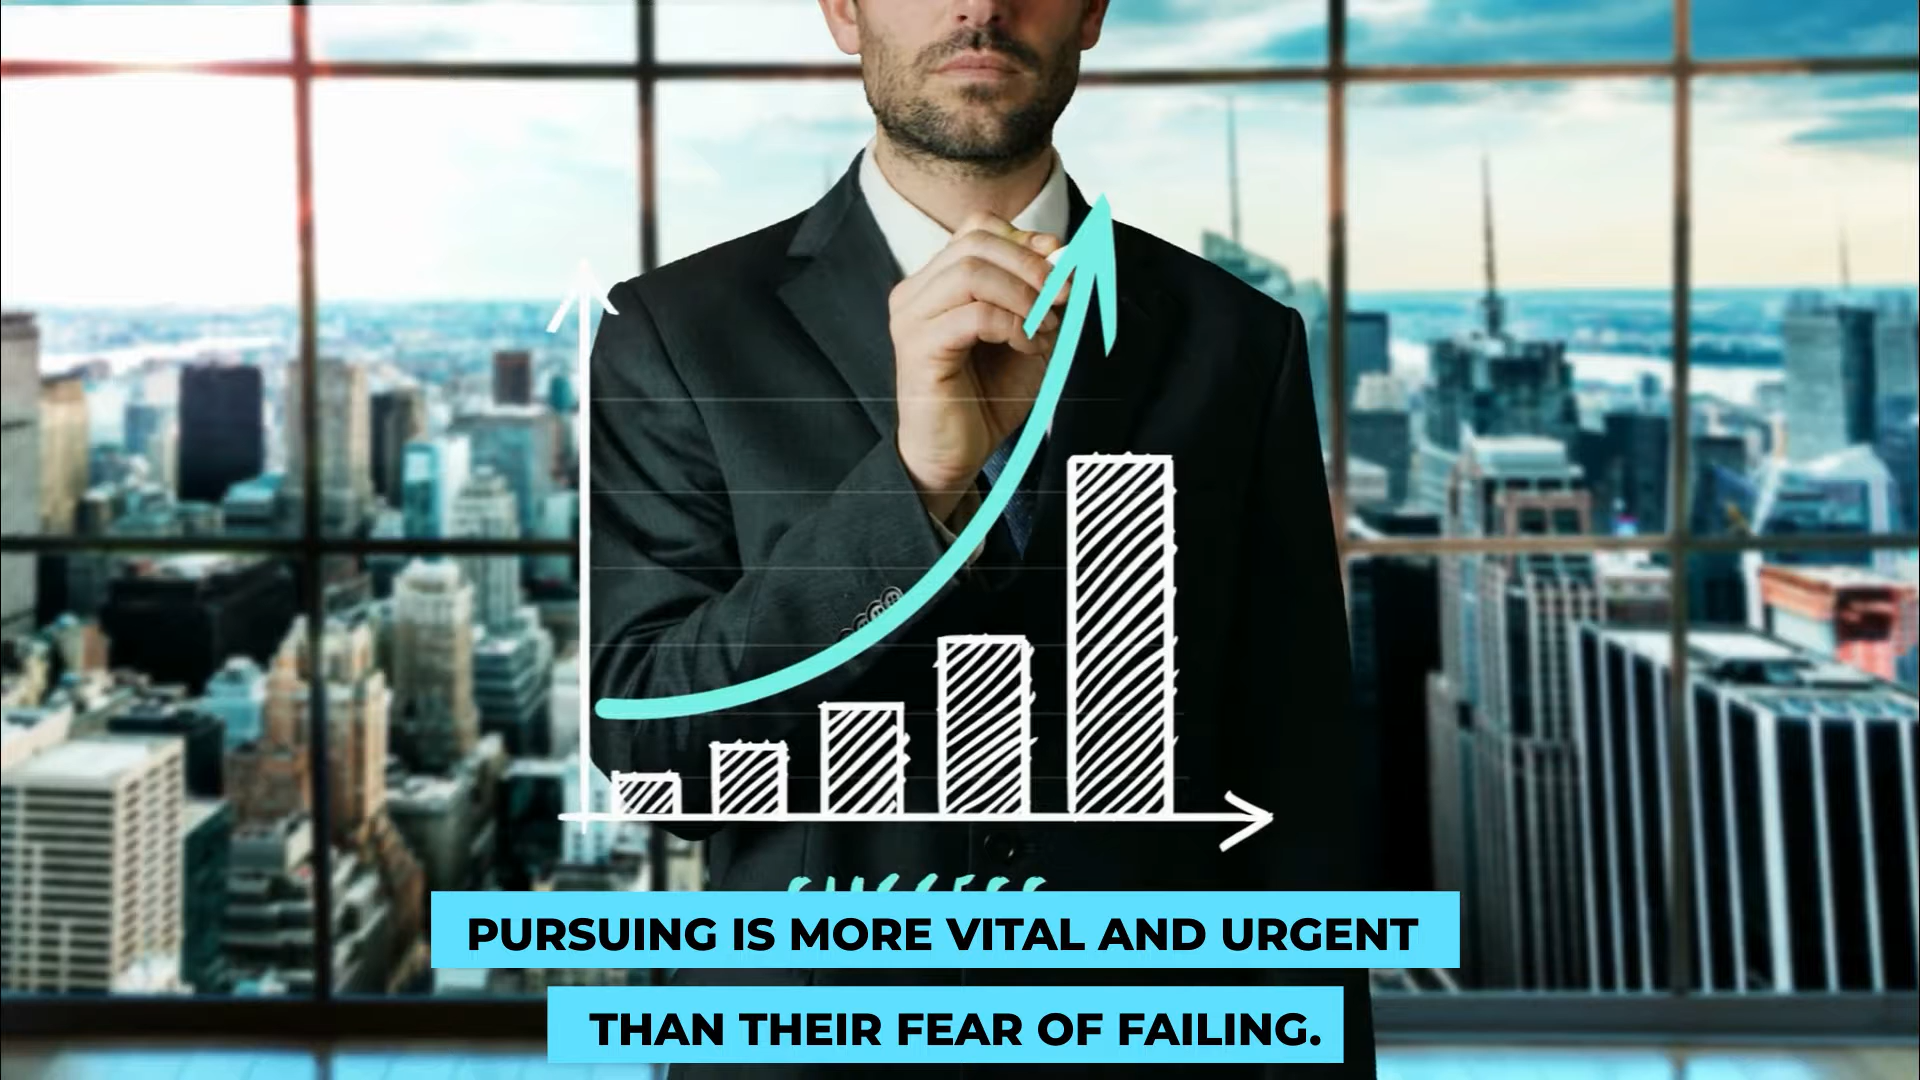 PURSUING IS MORE VITAL AND URGENT
THAN THEIR FEAR OF FAILING.